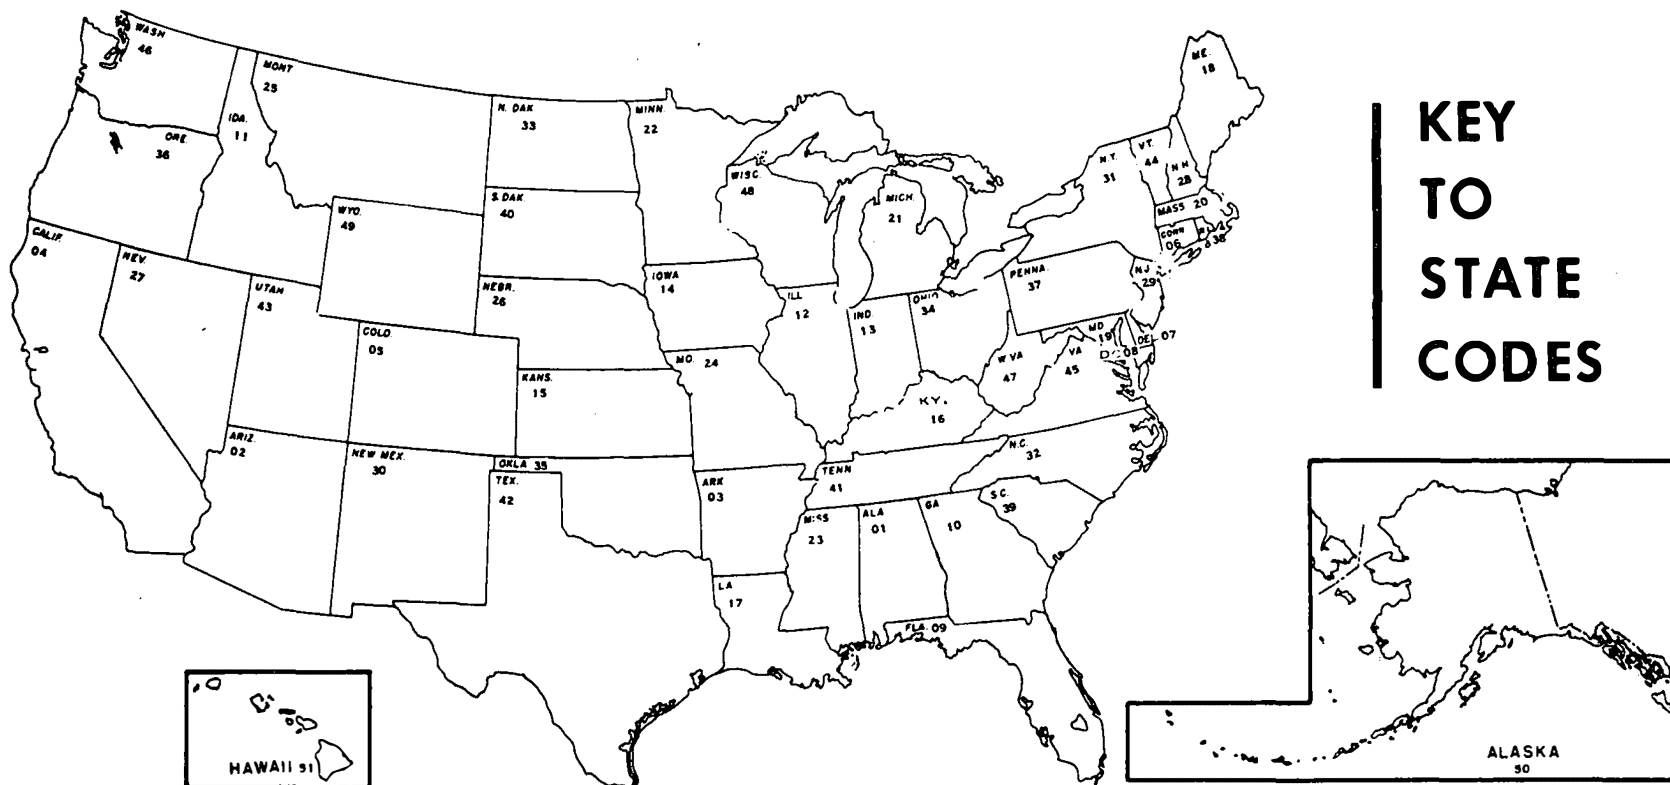 WASH
46
MONT
25
IDA.
11
ORE.
36
N. DAK
33
MINN.
22
S. DAK.
40
WYO.
49
WISC.
48
MICH.
21
ME.
18
VT.
44
N.Y.
31
N H
28
MASS 20
CONN
06
R.I.
38
CALIF.
04
NEV.
27
UTAH
43
COLO.
05
NEBR.
26
IOWA
14
ILL
12
IND.
13
OHIO
34
PENNA.
37
N J
29
MD
19
DEL 07
DC 08
W VA
47
VA
45
KANS.
15
MO. 24
KY.
16
ARIZ.
02
NEW MEX.
30
OKLA 35
TEX.
42
ARK
03
TENN
41
N.C.
32
S.C.
39
MISS
23
ALA
01
GA
10
LA
17
FLA. 09
HAWAII 51
ALASKA
50
KEY
TO
STATE
CODES